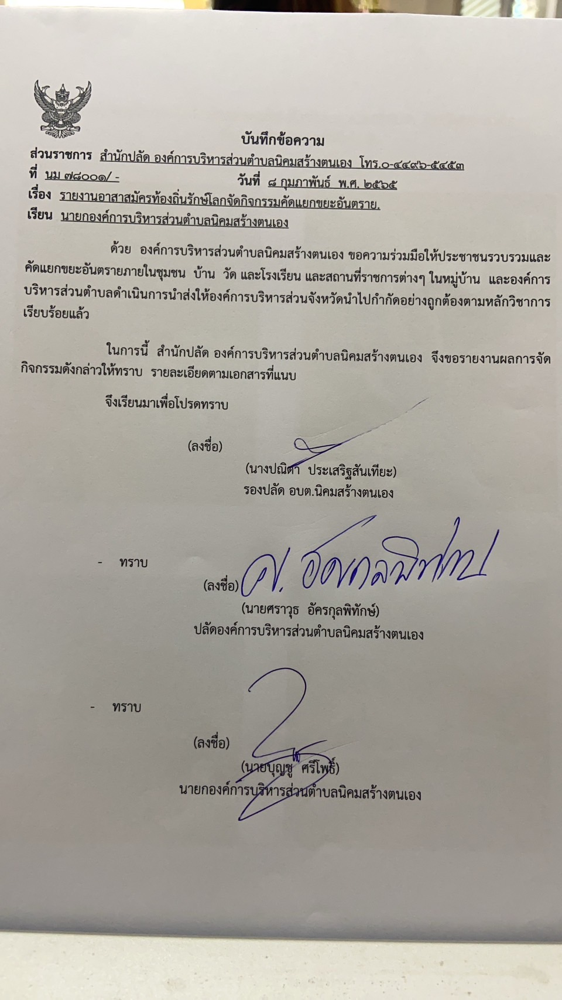 บันทึกข้อความ
ส่วนราชการ สำนักปลัด องค์การบริหารส่วนตำบลนิคมสร้างตนเอง โทร.๐-๔๔๙๖-๕๔๕๓
ที่ นม ๗๘๐๐๑/ - วันที่ ๘ กุมภาพันธ์ พ.ศ. ๒๕๖๕
เรื่อง รายงานอาสาสมัครท้องถิ่นรักษ์โลกจัดกิจกรรมคัดแยกขยะอันตราย.
เรียน นายกองค์การบริหารส่วนตำบลนิคมสร้างตนเอง
ด้วย องค์การบริหารส่วนตำบลนิคมสร้างตนเอง ขอความร่วมมือให้ประชาชนรวบรวมและ
คัดแยกขยะอันตรายภายในชุมชน บ้าน วัด และโรงเรียน และสถานที่ราชการต่างๆ ในหมู่บ้าน และองค์การ
บริหารส่วนตำบลดำเนินการนำส่งให้องค์การบริหารส่วนจังหวัดนำไปกำกัดอย่างถูกต้องตามหลักวิชาการ
เรียบร้อยแล้ว
ในการนี้ สำนักปลัด องค์การบริหารส่วนตำบลนิคมสร้างตนเอง จึงขอรายงานผลการจัด
กิจกรรมดังกล่าวให้ทราบ รายละเอียดตามเอกสารที่แนบ
จึงเรียนมาเพื่อโปรดทราบ
(ลงชื่อ)
(นางปณิตา ประเสริฐสันเทียะ)
รองปลัด อบต.นิคมสร้างตนเอง
- ทราบ
(ลงชื่อ)
(นายศราวุธ อัครกุลพิทักษ์)
ปลัดองค์การบริหารส่วนตำบลนิคมสร้างตนเอง
- ทราบ
(ลงชื่อ)
(นายบุญชู ศรีโพธิ์)
นายกองค์การบริหารส่วนตำบลนิคมสร้างตนเอง